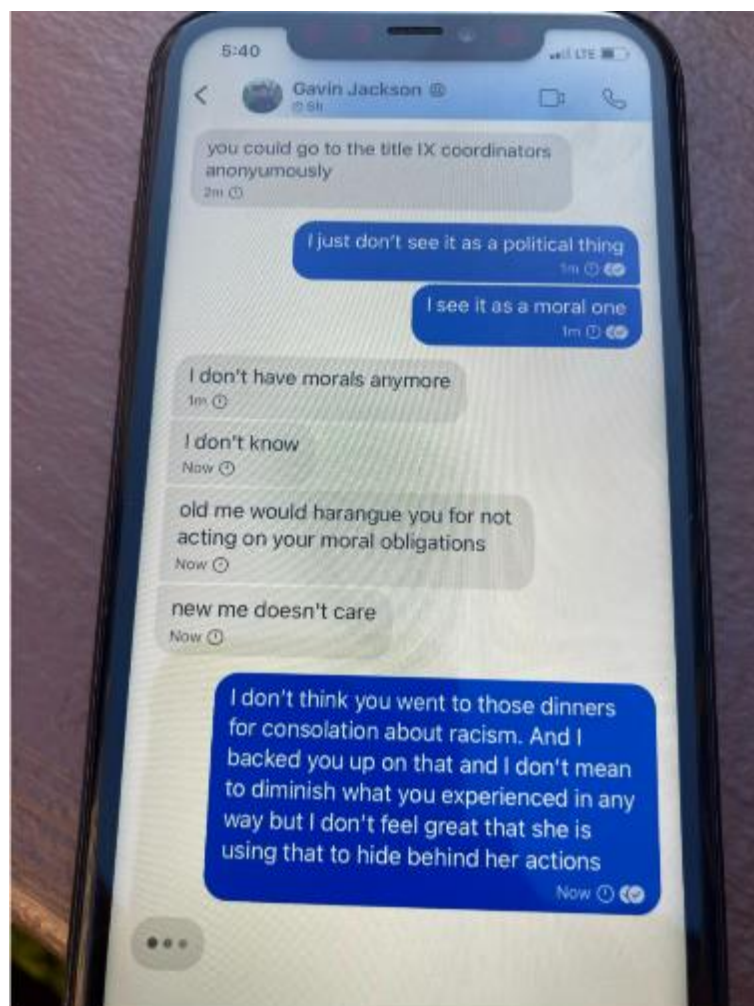 5:40
LTE
Gavin Jackson
6h
you could go to the title IX coordinators
anonyumously
2m
I just don't see it as a political thing
1m
I see it as a moral one
1m
I don't have morals anymore
1m
I don't know
Now
old me would harangue you for not
acting on your moral obligations
Now
new me doesn't care
Now
I don't think you went to those dinners
for consolation about racism. And I
backed you up on that and I don't mean
to diminish what you experienced in any
way but I don't feel great that she is
using that to hide behind her actions
Now